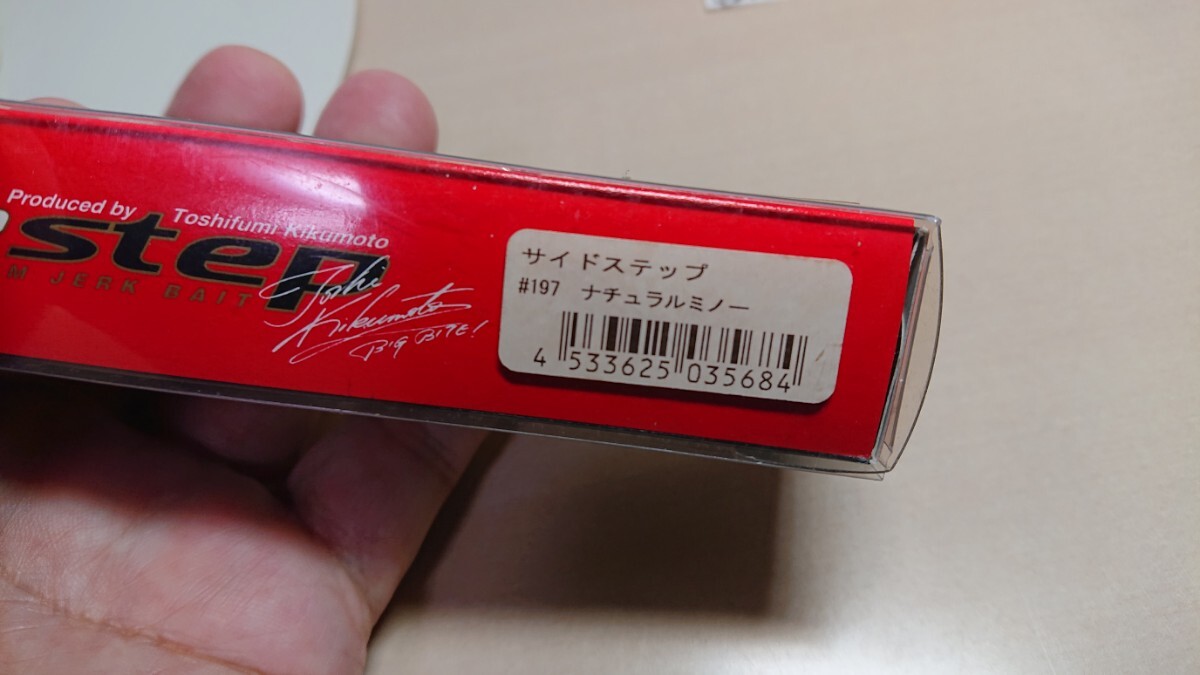 Produced by Toshifumi Kikumoto
step
M JERK BAIT
Toshi
Kikumoto
BIG BITE!
サイドステップ
#197 ナチュラルミノー
4 533625 035684